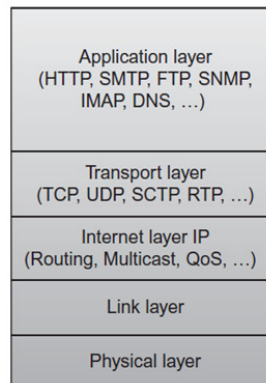 Application layer
(HTTP, SMTP, FTP, SNMP,
IMAP, DNS, …)
Transport layer
(TCP, UDP, SCTP, RTP, …)
Internet layer IP
(Routing, Multicast, QoS, …)
Link layer
Physical layer